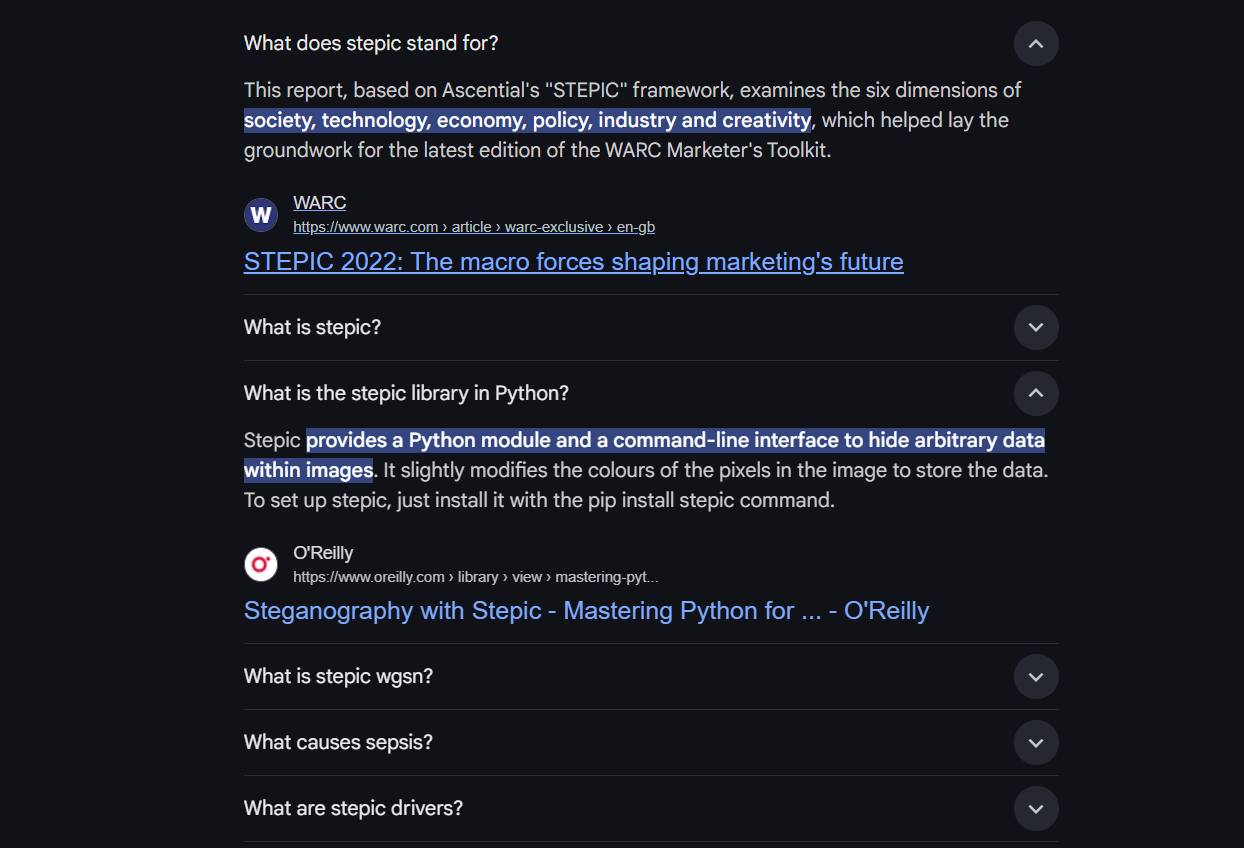 What does stepic stand for?
This report, based on Ascential's "STEPIC" framework, examines the six dimensions of
society, technology, economy, policy, industry and creativity, which helped lay the
groundwork for the latest edition of the WARC Marketer's Toolkit.
W
WARC
https://www.warc.com › article › warc-exclusive › en-gb
STEPIC 2022: The macro forces shaping marketing's future
What is stepic?
What is the stepic library in Python?
Stepic provides a Python module and a command-line interface to hide arbitrary data
within images. It slightly modifies the colours of the pixels in the image to store the data.
To set up stepic, just install it with the pip install stepic command.
O'Reilly
https://www.oreilly.com › library › view › mastering-pyt...
Steganography with Stepic - Mastering Python for ... - O'Reilly
What is stepic wgsn?
What causes sepsis?
What are stepic drivers?